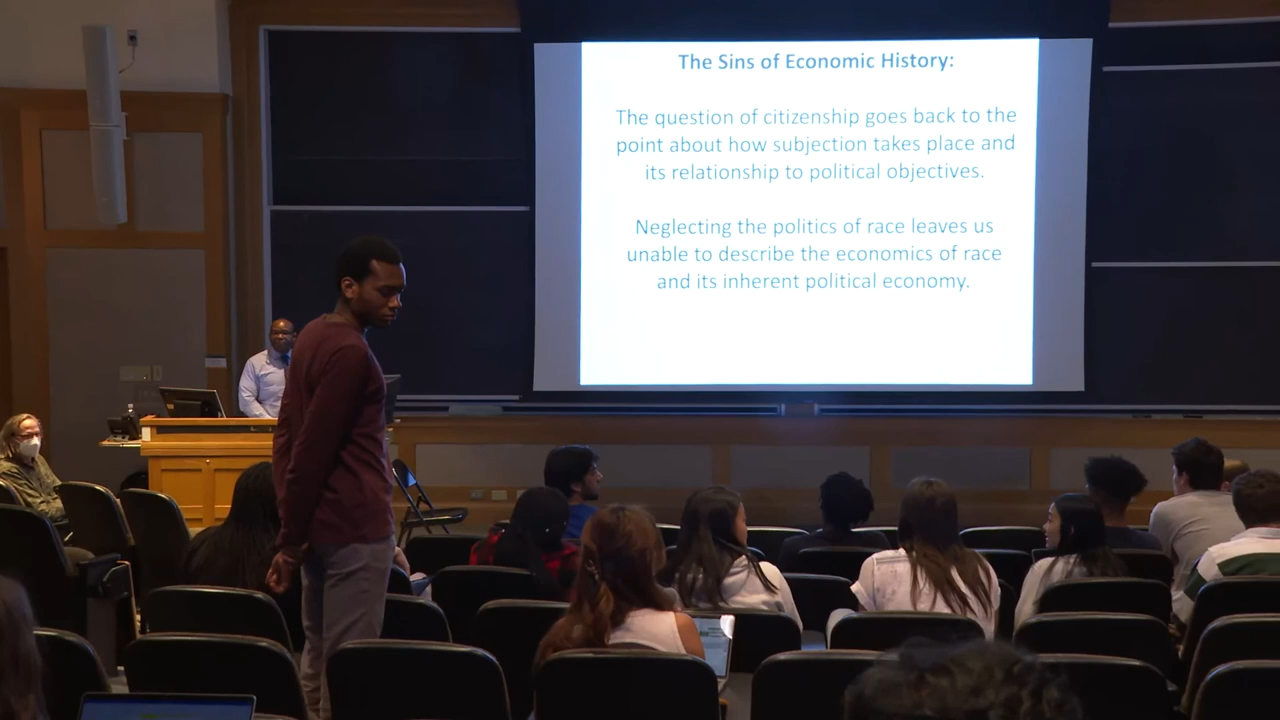 The Sins of Economic History:
The question of citizenship goes back to the
point about how subjection takes place and
its relationship to political objectives.
Neglecting the politics of race leaves us
unable to describe the economics of race
and its inherent political economy.